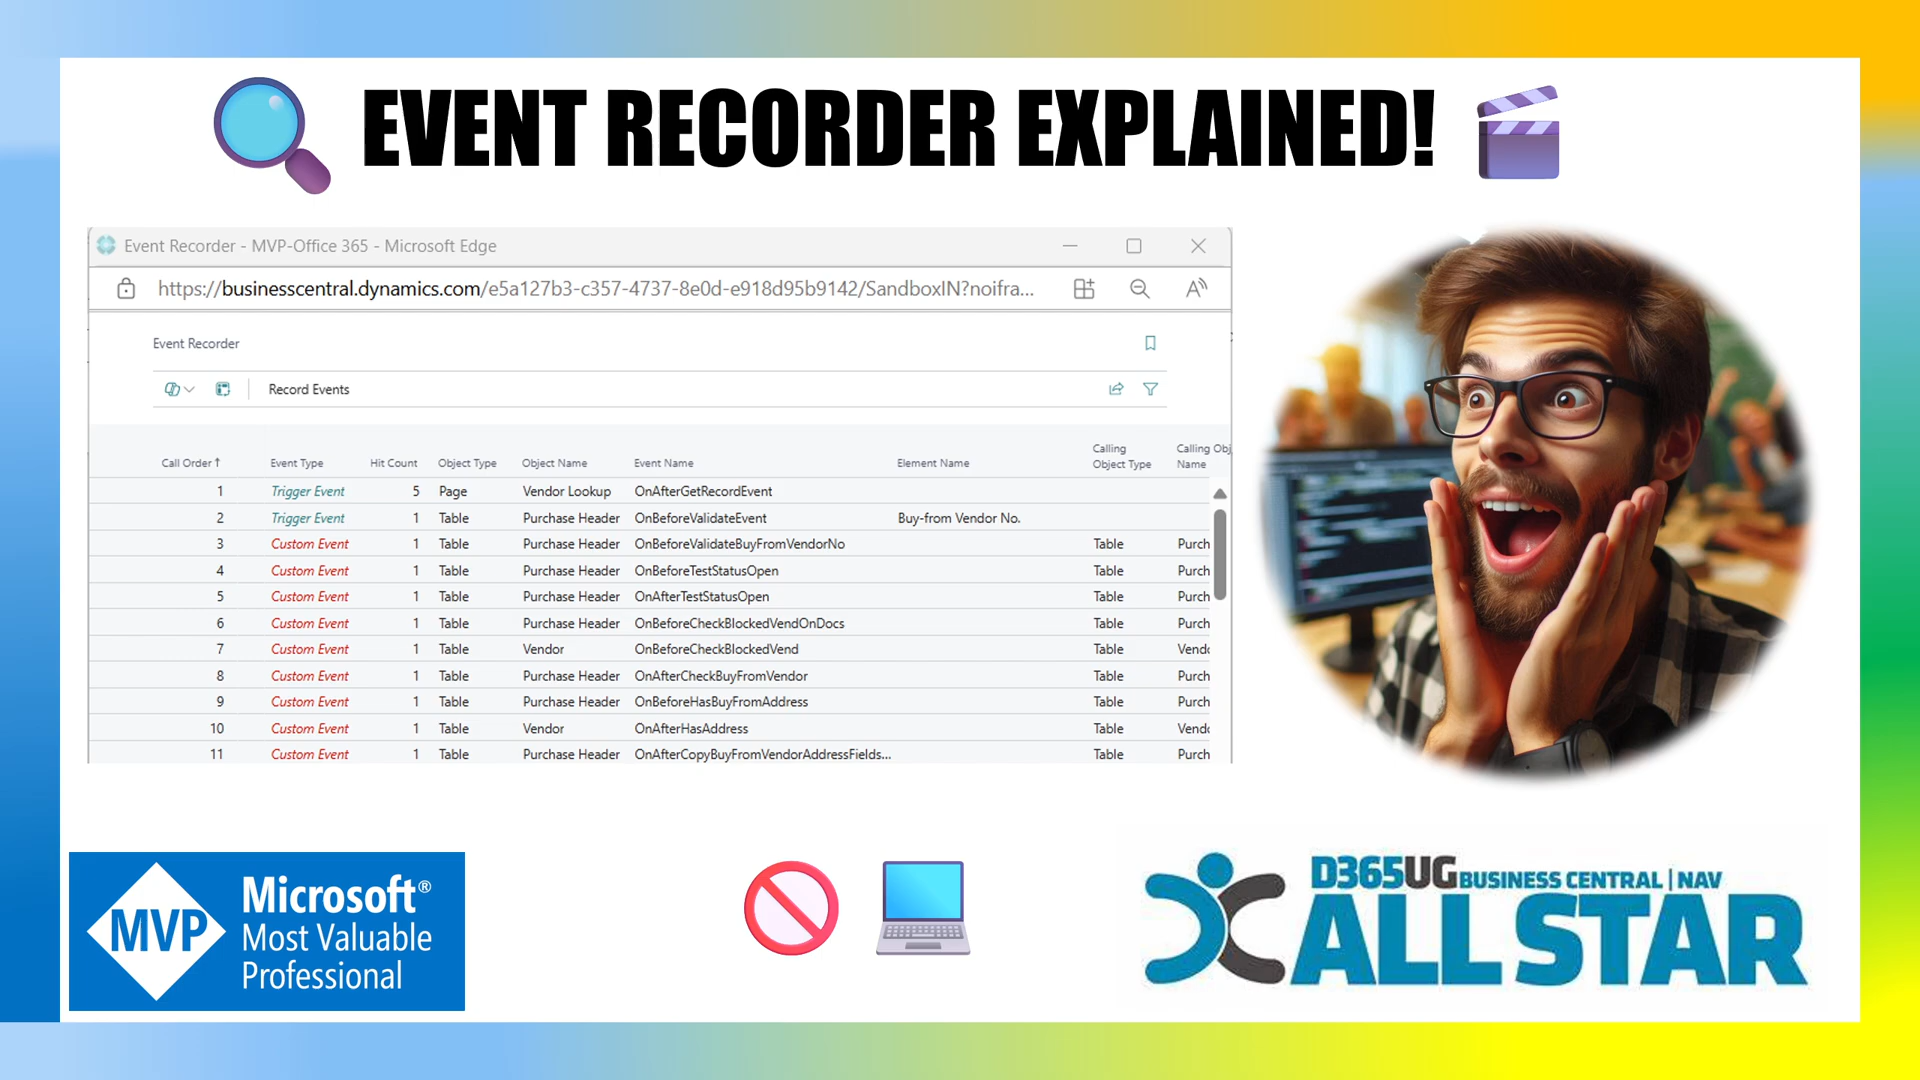 EVENT RECORDER EXPLAINED!
Event Recorder - MVP-Office 365 - Microsoft Edge
https://businesscentral.dynamics.com/e5a127b3-c357-4737-8e0d-e918d95b9142/SandboxIN?noifra...
Event Recorder
Record Events
Call Order↑ Event Type Hit Count Object Type Object Name Event Name Element Name Calling Object Type Calling Obj Name
1 Trigger Event 5 Page Vendor Lookup OnAfterGetRecordEvent
2 Trigger Event 1 Table Purchase Header OnBeforeValidateEvent Buy-from Vendor No.
3 Custom Event 1 Table Purchase Header OnBeforeValidateBuyFromVendorNo Table Purch
4 Custom Event 1 Table Purchase Header OnBeforeTestStatusOpen Table Purch
5 Custom Event 1 Table Purchase Header OnAfterTestStatusOpen Table Purch
6 Custom Event 1 Table Purchase Header OnBeforeCheckBlockedVendOnDocs Table Purch
7 Custom Event 1 Table Vendor OnBeforeCheckBlockedVend Table Vend
8 Custom Event 1 Table Purchase Header OnAfterCheckBuyFromVendor Table Purch
9 Custom Event 1 Table Purchase Header OnBeforeHasBuyFromAddress Table Purch
10 Custom Event 1 Table Vendor OnAfterHasAddress Table Vend
11 Custom Event 1 Table Purchase Header OnAfterCopyBuyFromVendorAddressFields... Table Purch
MVP
Microsoft®
Most Valuable
Professional
D365UG BUSINESS CENTRAL | NAV
ALL STAR